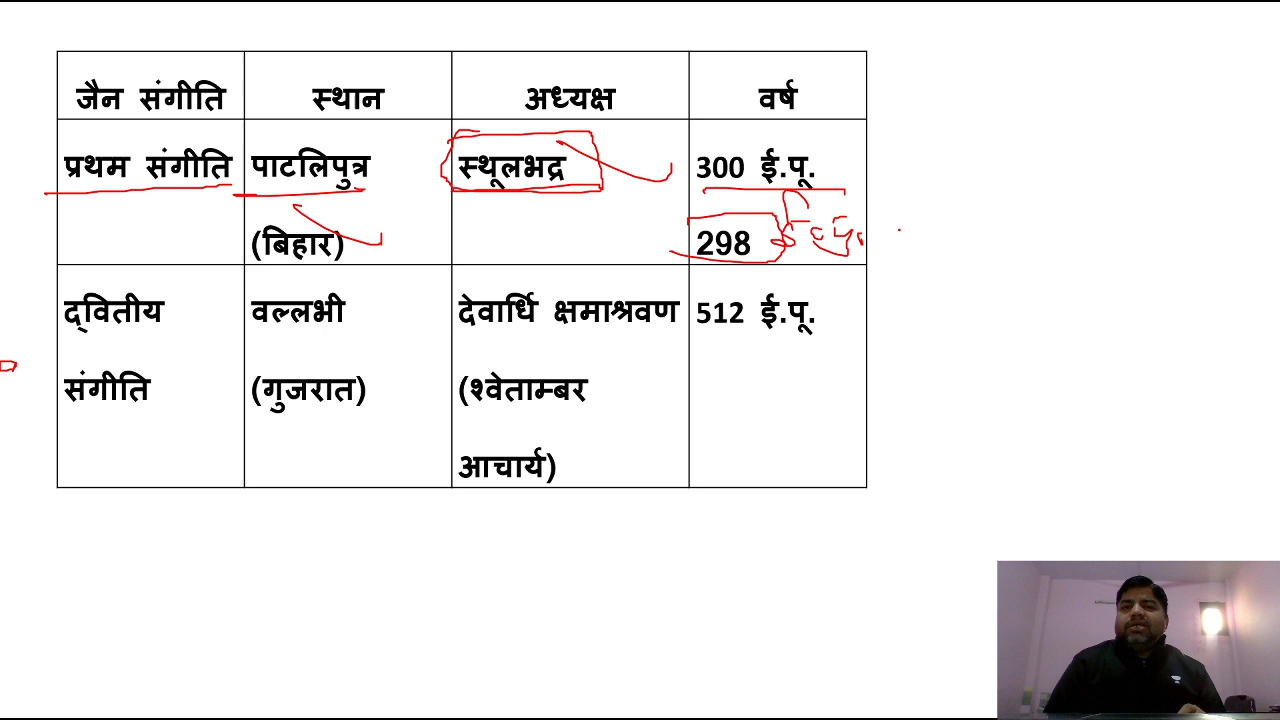 जैन संगीति स्थान अध्यक्ष वर्ष
प्रथम संगीति पाटलिपुत्र स्थूलभद्र 300 ई.पू.
(बिहार) 298
द्वितीय वल्लभी देवार्धि क्षमाश्रवण 512 ई.पू.
संगीति (गुजरात) (श्वेताम्बर
आचार्य)